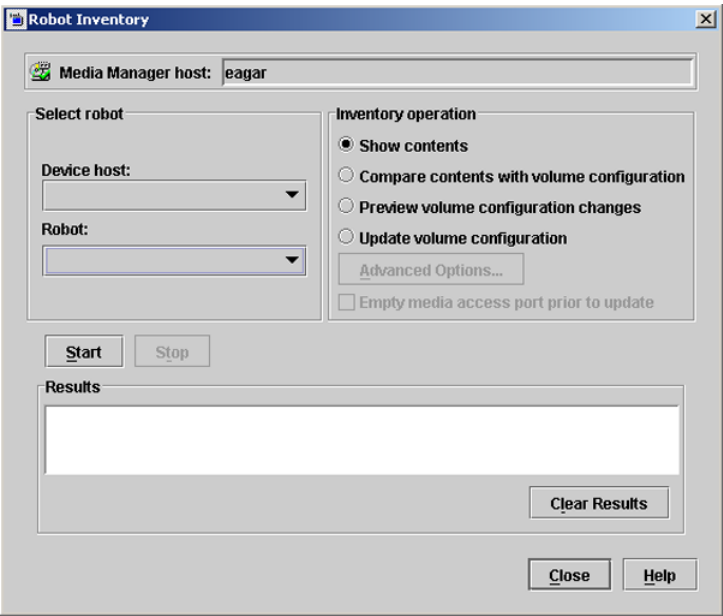 Robot Inventory
Media Manager host: eagar
Select robot
Device host:
Robot:
Inventory operation
Show contents
Compare contents with volume configuration
Preview volume configuration changes
Update volume configuration
Advanced Options...
Empty media access port prior to update
Start
Stop
Results
Clear Results
Close
Help